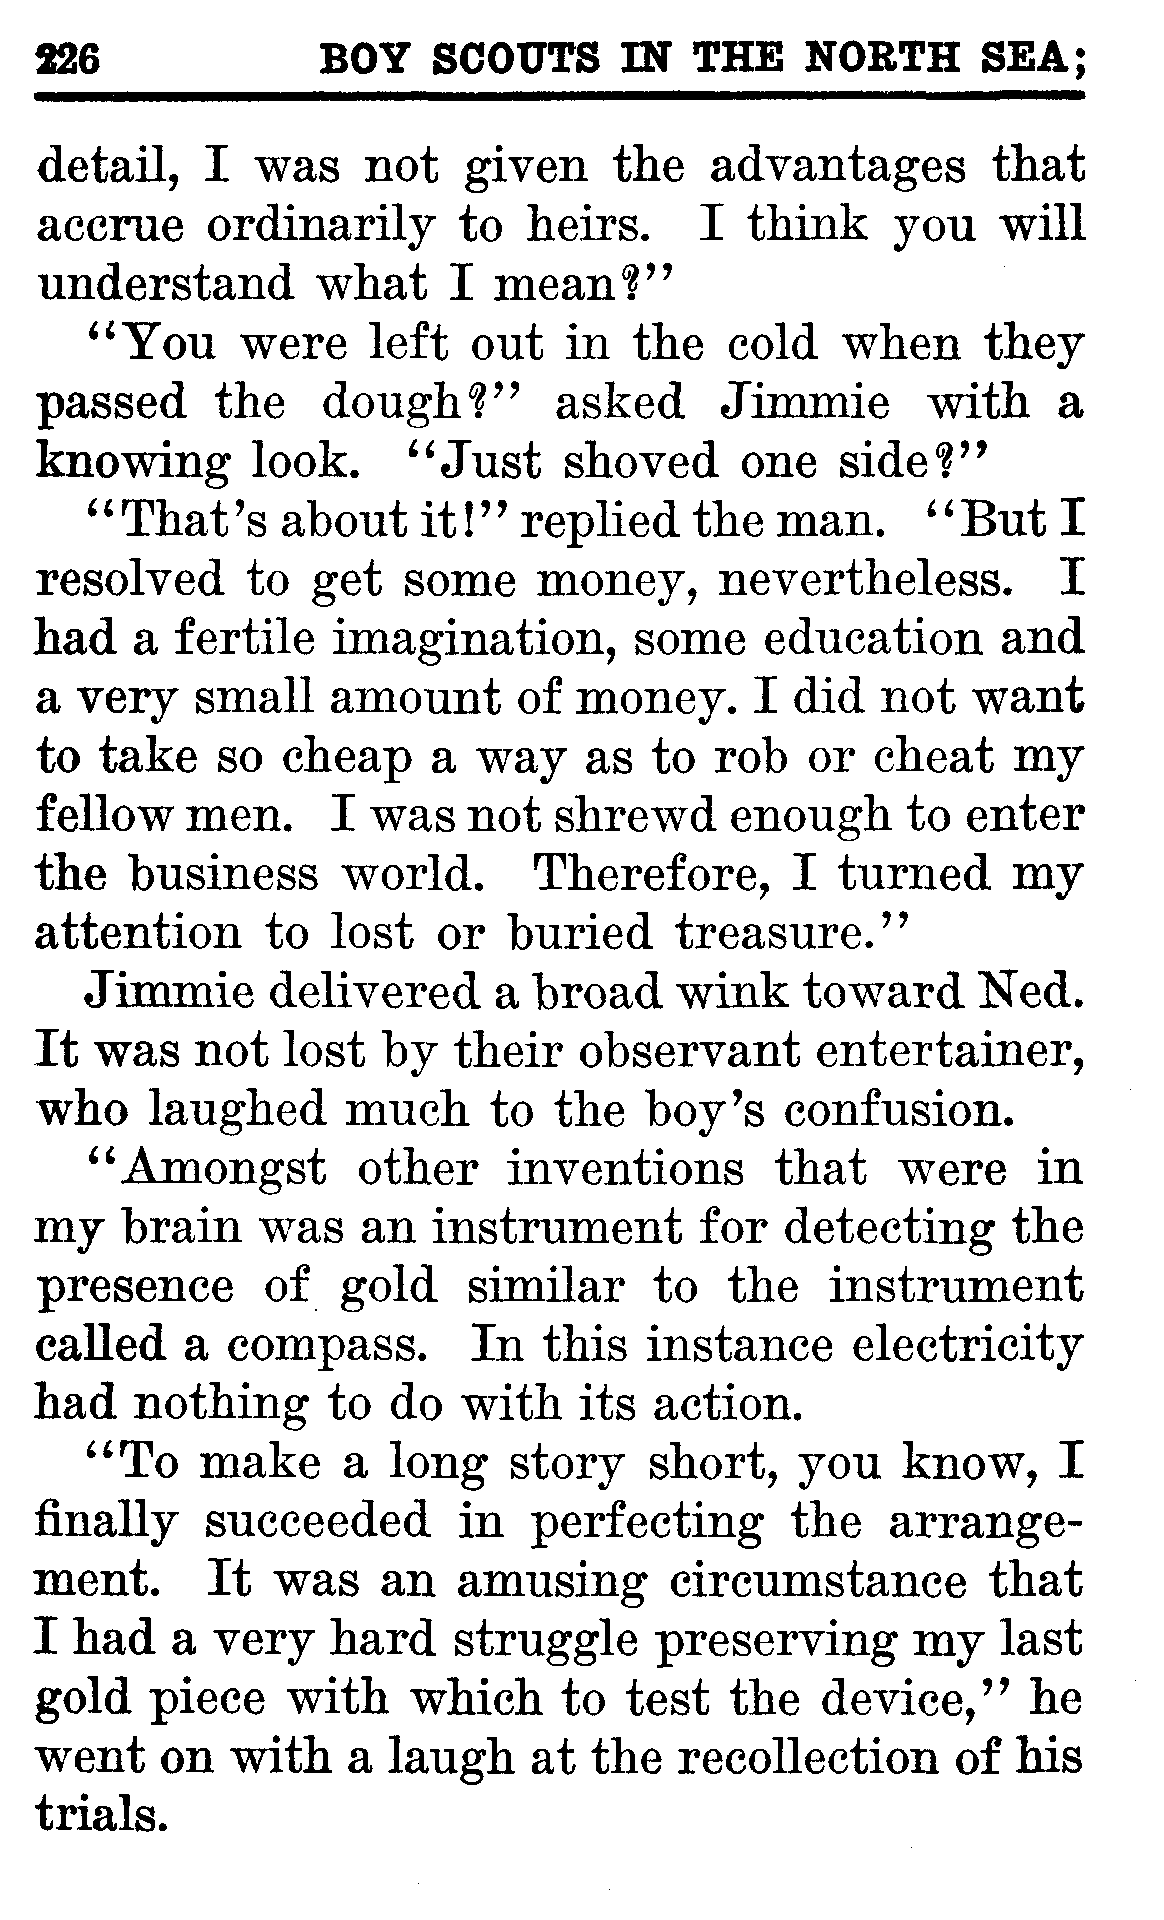 226 BOY SCOUTS IN THE NORTH SEA;
detail, I was not given the advantages that
accrue ordinarily to heirs. I think you will
understand what I mean?”
“You were left out in the cold when they
passed the dough?” asked Jimmie with a
knowing look. “Just shoved one side?”
“That’s about it!” replied the man. “But I
resolved to get some money, nevertheless. I
had a fertile imagination, some education and
a very small amount of money. I did not want
to take so cheap a way as to rob or cheat my
fellow men. I was not shrewd enough to enter
the business world. Therefore, I turned my
attention to lost or buried treasure.”
Jimmie delivered a broad wink toward Ned.
It was not lost by their observant entertainer,
who laughed much to the boy’s confusion.
“Amongst other inventions that were in
my brain was an instrument for detecting the
presence of gold similar to the instrument
called a compass. In this instance electricity
had nothing to do with its action.
“To make a long story short, you know, I
finally succeeded in perfecting the arrange-
ment. It was an amusing circumstance that
I had a very hard struggle preserving my last
gold piece with which to test the device,” he
went on with a laugh at the recollection of his
trials.